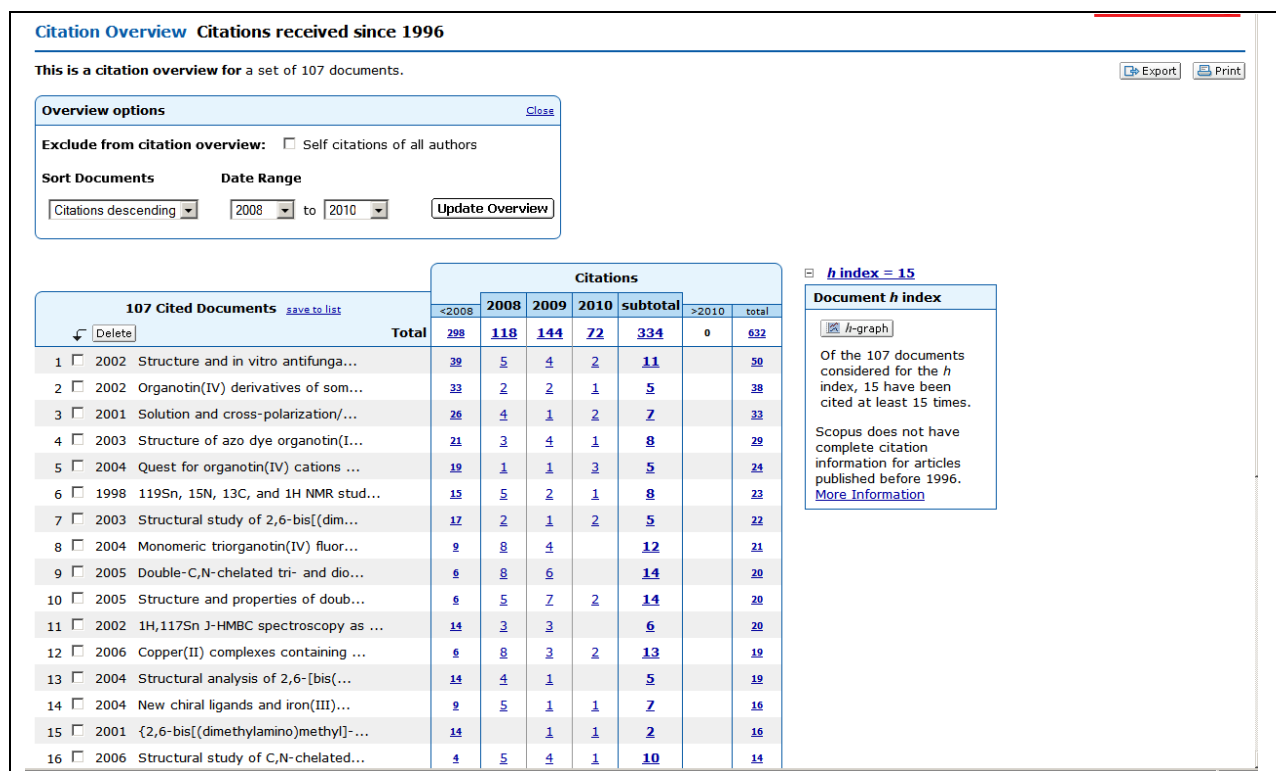 Citation Overview Citations received since 1996
This is a citation overview for a set of 107 documents.
Export Print
Overview options Close
Exclude from citation overview: Self citations of all authors
Sort Documents Date Range
Citations descending 2008 to 2010 Update Overview
Citations
107 Cited Documents save to list <2008 2008 2009 2010 subtotal >2010 total
Delete Total 298 118 144 72 334 0 632
1 2002 Structure and in vitro antifunga... 39 5 4 2 11 50
2 2002 Organotin(IV) derivatives of som... 33 2 2 1 5 38
3 2001 Solution and cross-polarization/... 26 4 1 2 7 33
4 2003 Structure of azo dye organotin(I... 21 3 4 1 8 29
5 2004 Quest for organotin(IV) cations ... 19 1 1 3 5 24
6 1998 119Sn, 15N, 13C, and 1H NMR stud... 15 5 2 1 8 23
7 2003 Structural study of 2,6-bis[(dim... 17 2 1 2 5 22
8 2004 Monomeric triorganotin(IV) fluor... 9 8 4 12 21
9 2005 Double-C,N-chelated tri- and dio... 6 8 6 14 20
10 2005 Structure and properties of doub... 6 5 7 2 14 20
11 2002 1H,117Sn J-HMBC spectroscopy as ... 14 3 3 6 20
12 2006 Copper(II) complexes containing ... 6 8 3 2 13 19
13 2004 Structural analysis of 2,6-[bis(... 14 4 1 5 19
14 2004 New chiral ligands and iron(III)... 9 5 1 1 7 16
15 2001 {2,6-bis[(dimethylamino)methyl]-... 14 1 1 2 16
16 2006 Structural study of C,N-chelated... 4 5 4 1 10 14
h index = 15
Document h index
h-graph
Of the 107 documents
considered for the h
index, 15 have been
cited at least 15 times.
Scopus does not have
complete citation
information for articles
published before 1996.
More Information